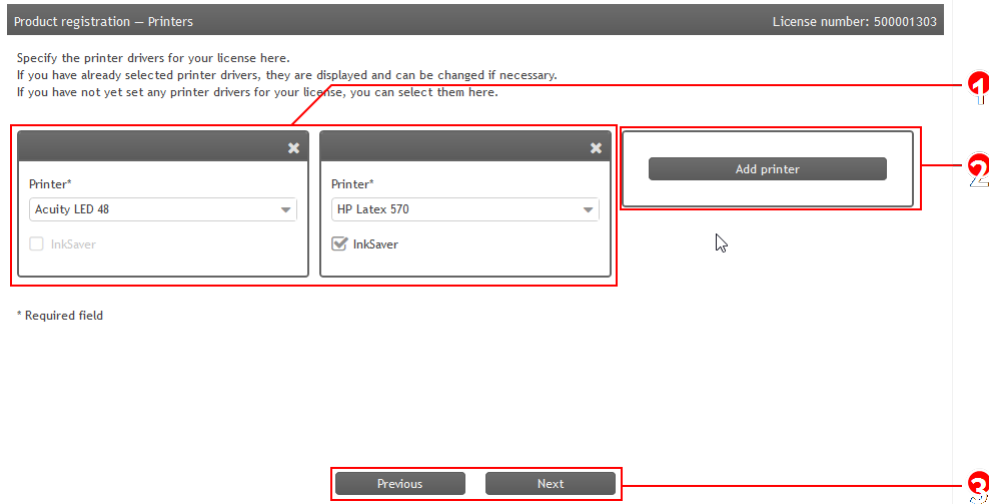 Product registration — Printers License number: 500001303
Specify the printer drivers for your license here.
If you have already selected printer drivers, they are displayed and can be changed if necessary.
If you have not yet set any printer drivers for your license, you can select them here.
1
Printer*
Acuity LED 48
InkSaver
Printer*
HP Latex 570
InkSaver
Add printer
2
* Required field
Previous Next
3